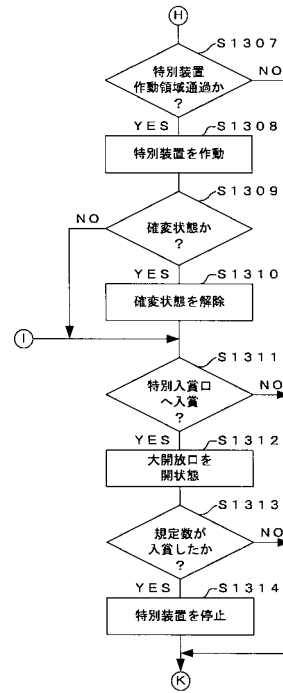 H
S1307
特別装置
作動領域通過か
?
NO
YES
S1308
特別装置を作動
S1309
NO
確変状態か
?
YES
S1310
確変状態を解除
I
S1311
特別入賞口
へ入賞
?
NO
YES
S1312
大開放口を
開状態
S1313
規定数が
入賞したか
?
NO
YES
S1314
特別装置を停止
K